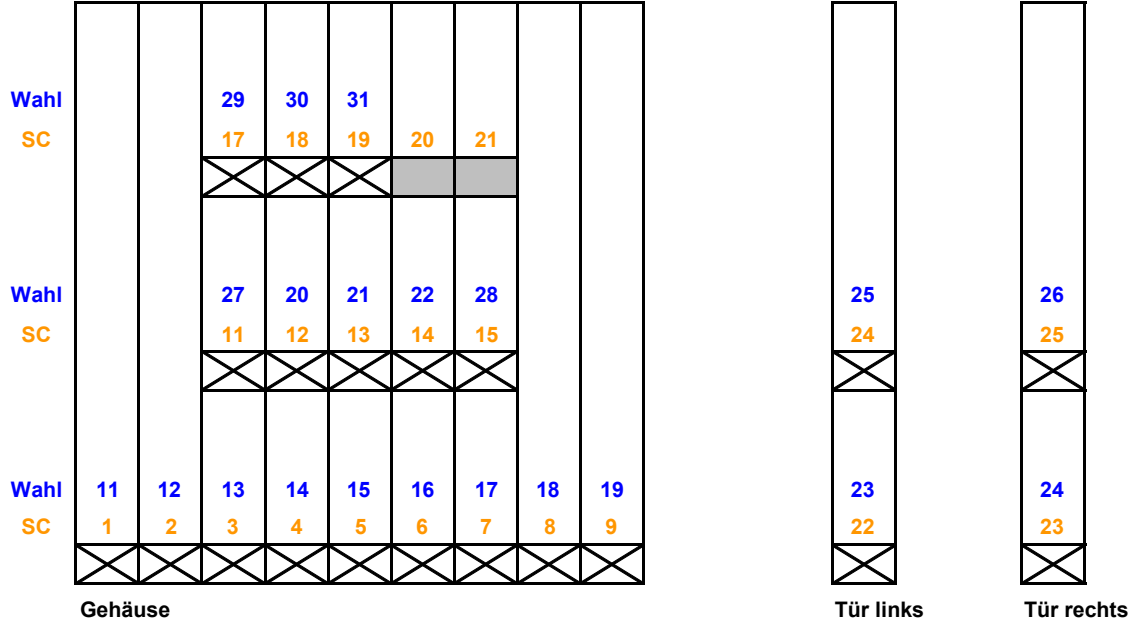 Wahl 29 30 31
SC 17 18 19 20 21
Wahl 27 20 21 22 28 25 26
SC 11 12 13 14 15 24 25
Wahl 11 12 13 14 15 16 17 18 19 23 24
SC 1 2 3 4 5 6 7 8 9 22 23
Gehäuse Tür links Tür rechts